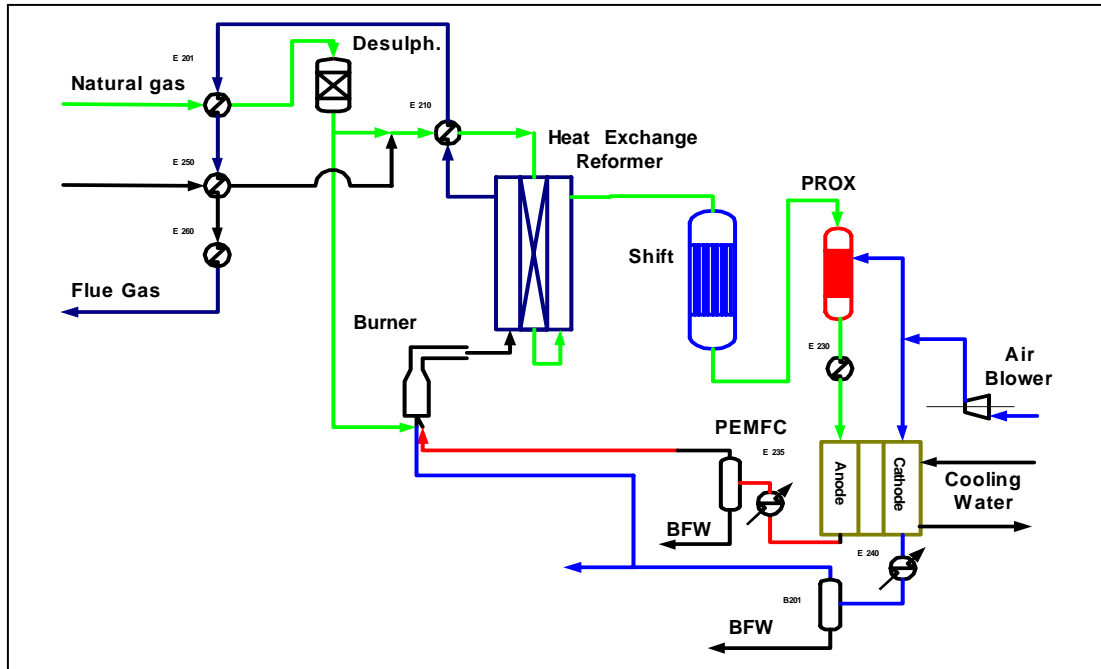 Desulph.
E 201
Natural gas
E 210
Heat Exchange
Reformer
E 250
PROX
E 260
Shift
Flue Gas
Burner
E 230
Air
Blower
PEMFC
E 235
Anode
Cathode
Cooling
Water
BFW
E 240
B201
BFW